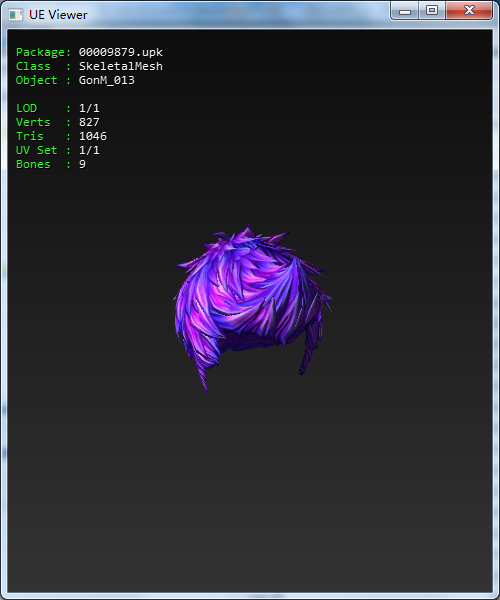 UE Viewer
Package: 00009879.upk
Class : SkeletalMesh
Object : GonM_013
LOD : 1/1
Verts : 827
Tris : 1046
UV Set : 1/1
Bones : 9